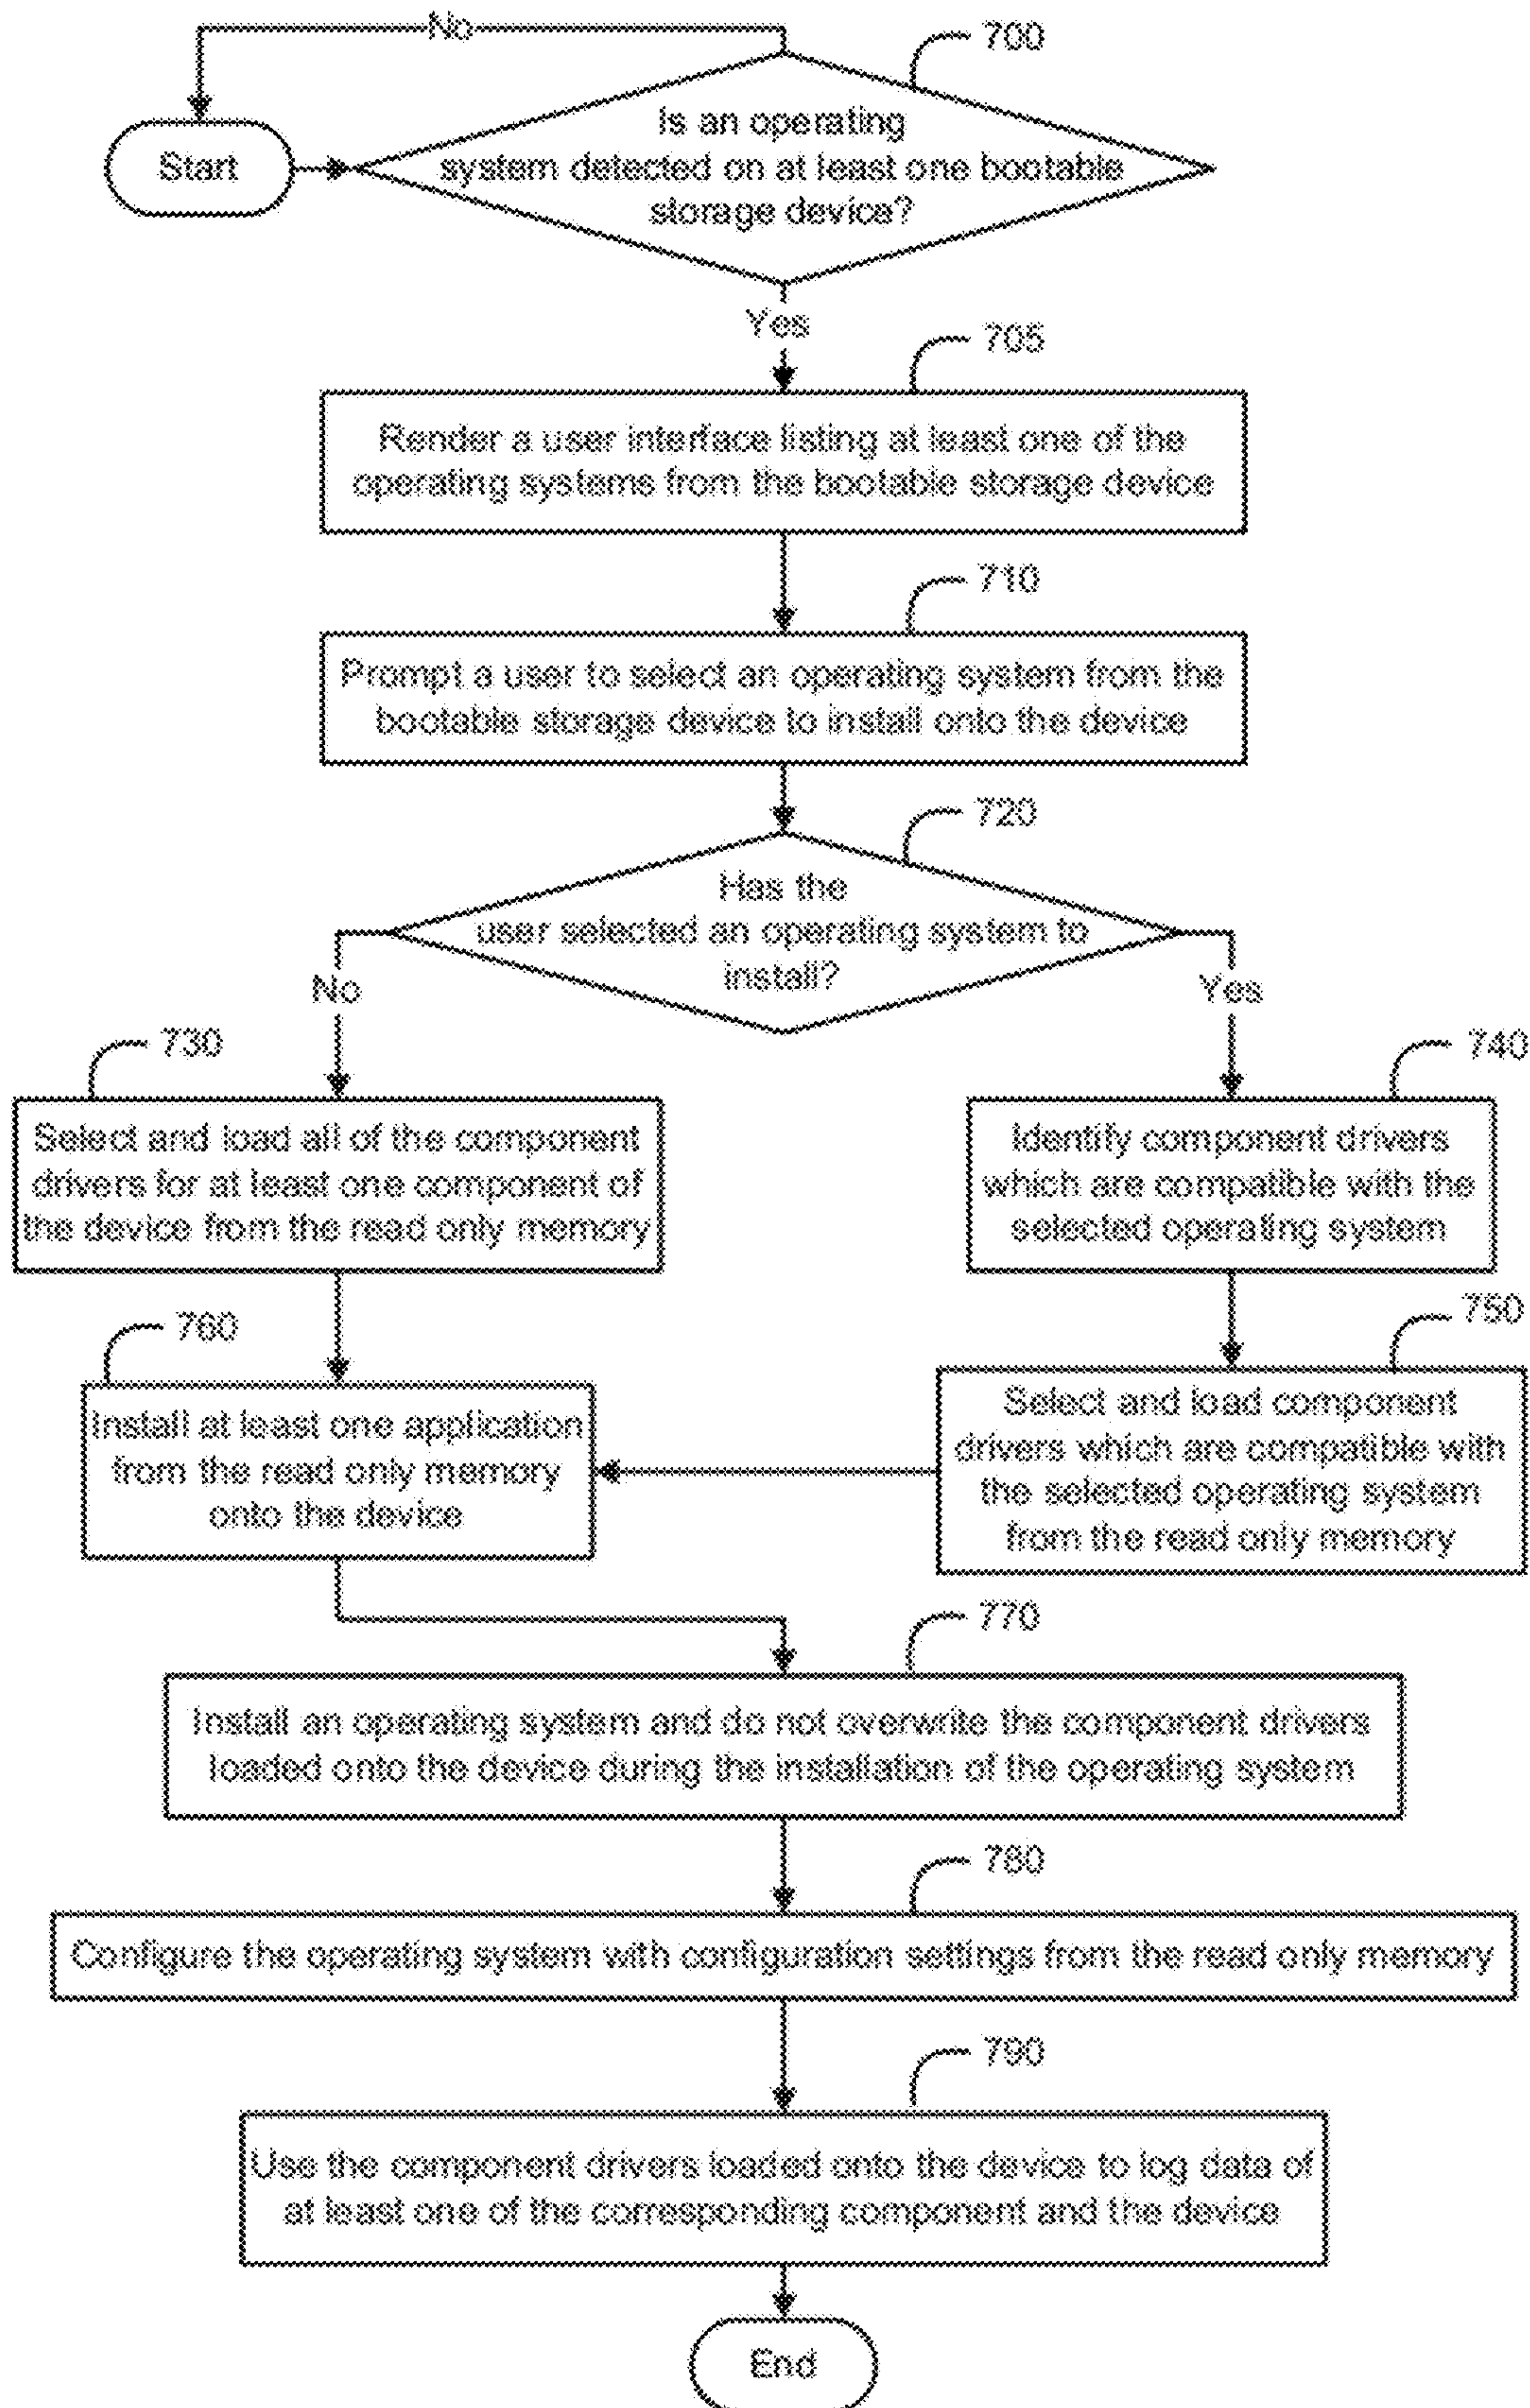 No
700
Is an operating
system detected on at least one bootable
storage device?
Start
Yes
705
Render a user interface listing at least one of the
operating systems from the bootable storage device
710
Prompt a user to select an operating system from the
bootable storage device to install onto the device
720
Has the
user selected an operating system to
install?
No
Yes
730
Select and load all of the component
drivers for at least one component of
the device from the read only memory
740
Identify component drivers
which are compatible with the
selected operating system
760
Install at least one application
from the read only memory
onto the device
750
Select and load component
drivers which are compatible with
the selected operating system
from the read only memory
770
Install an operating system and do not overwrite the component drivers
loaded onto the device during the installation of the operating system
780
Configure the operating system with configuration settings from the read only memory
790
Use the component drivers loaded onto the device to log data of
at least one of the corresponding component and the device
End